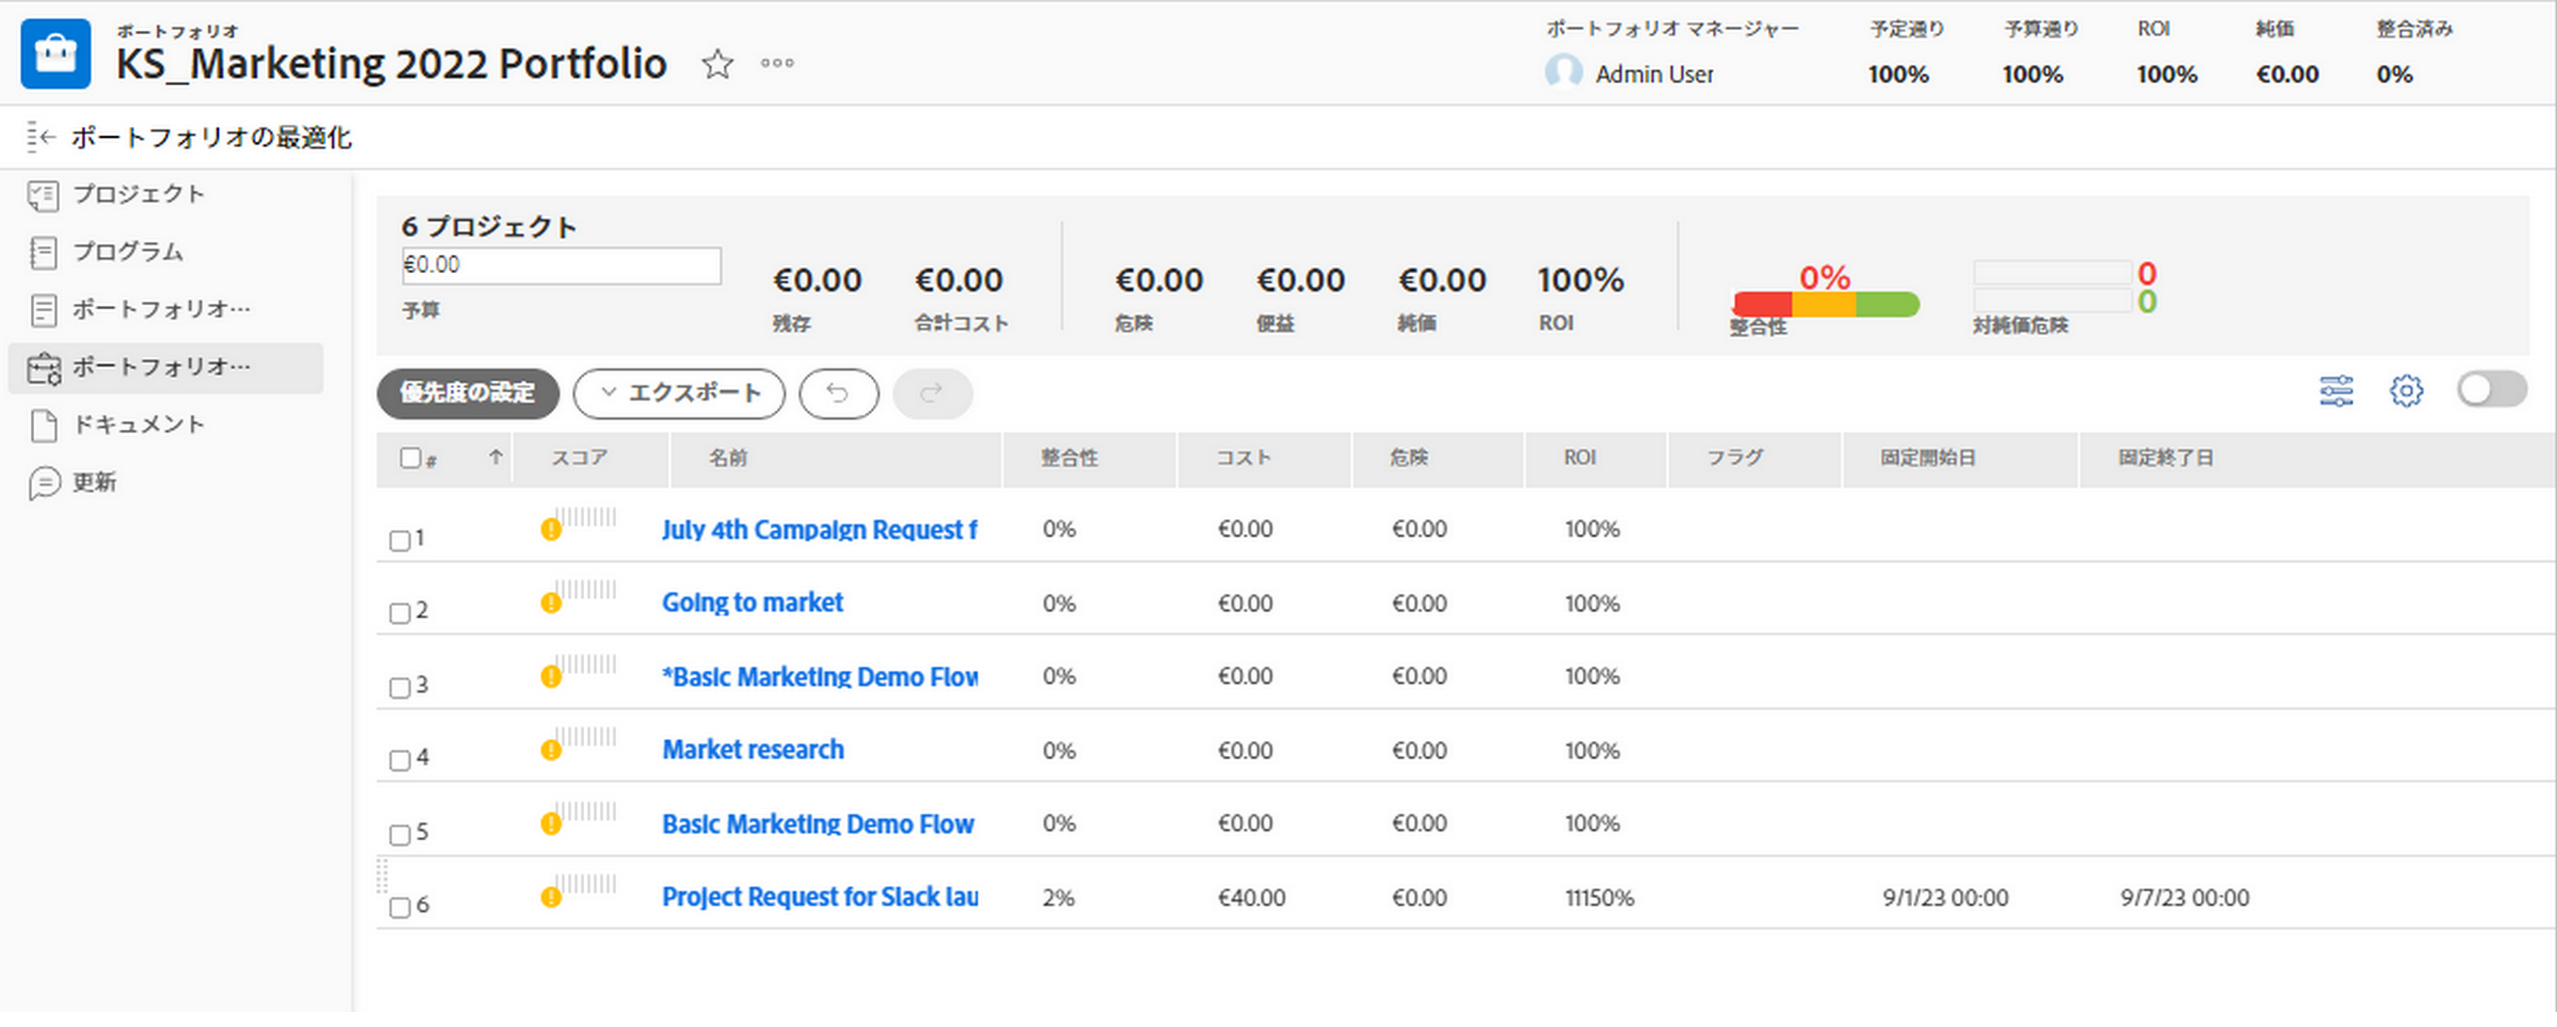 ポートフォリオ
KS_Marketing 2022 Portfolio
ポートフォリオ マネージャー
Admin User
予定通り
100%
予算通り
100%
ROI
100%
純価
€0.00
整合済み
0%
ポートフォリオの最適化
プロジェクト
プログラム
ポートフォリオ…
ポートフォリオ…
ドキュメント
更新
6 プロジェクト
€0.00
予算
€0.00
残存
€0.00
合計コスト
€0.00
危険
€0.00
便益
€0.00
純価
100%
ROI
0%
整合性
0
0
対純価危険
優先度の設定
エクスポート
# スコア 名前 整合性 コスト 危険 ROI フラグ 固定開始日 固定終了日
1 July 4th Campaign Request f 0% €0.00 €0.00 100%
2 Going to market 0% €0.00 €0.00 100%
3 *Basic Marketing Demo Flow 0% €0.00 €0.00 100%
4 Market research 0% €0.00 €0.00 100%
5 Basic Marketing Demo Flow 0% €0.00 €0.00 100%
6 Project Request for Slack lau 2% €40.00 €0.00 11150% 9/1/23 00:00 9/7/23 00:00